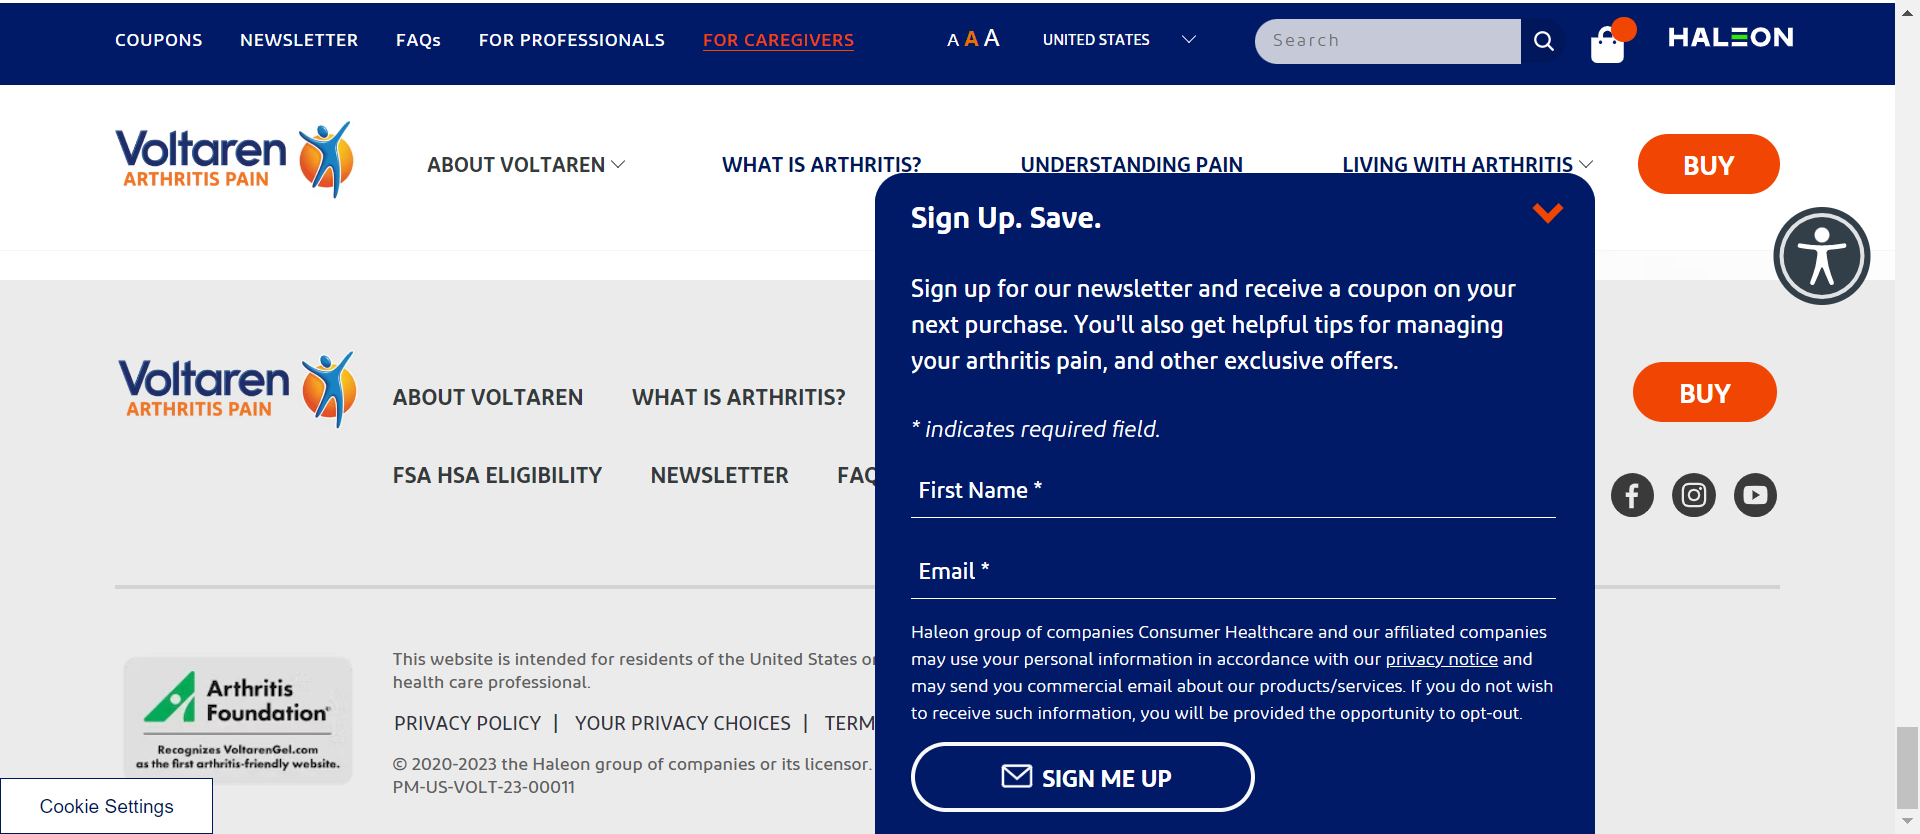 COUPONS NEWSLETTER FAQs FOR PROFESSIONALS FOR CAREGIVERS A A A UNITED STATES Search HALEON
Voltaren
ARTHRITIS PAIN
ABOUT VOLTAREN WHAT IS ARTHRITIS? UNDERSTANDING PAIN LIVING WITH ARTHRITIS BUY
Sign Up. Save.
Sign up for our newsletter and receive a coupon on your
next purchase. You'll also get helpful tips for managing
your arthritis pain, and other exclusive offers.
* indicates required field.
First Name *
Email *
Haleon group of companies Consumer Healthcare and our affiliated companies
may use your personal information in accordance with our privacy notice and
may send you commercial email about our products/services. If you do not wish
to receive such information, you will be provided the opportunity to opt-out.
SIGN ME UP
Voltaren
ARTHRITIS PAIN
ABOUT VOLTAREN WHAT IS ARTHRITIS? BUY
FSA HSA ELIGIBILITY NEWSLETTER FAQ
Arthritis
Foundation®
Recognizes VoltarenGel.com
as the first arthritis-friendly website.
This website is intended for residents of the United States
health care professional.
PRIVACY POLICY | YOUR PRIVACY CHOICES | TERM
© 2020-2023 the Haleon group of companies or its licensor.
PM-US-VOLT-23-00011
Cookie Settings